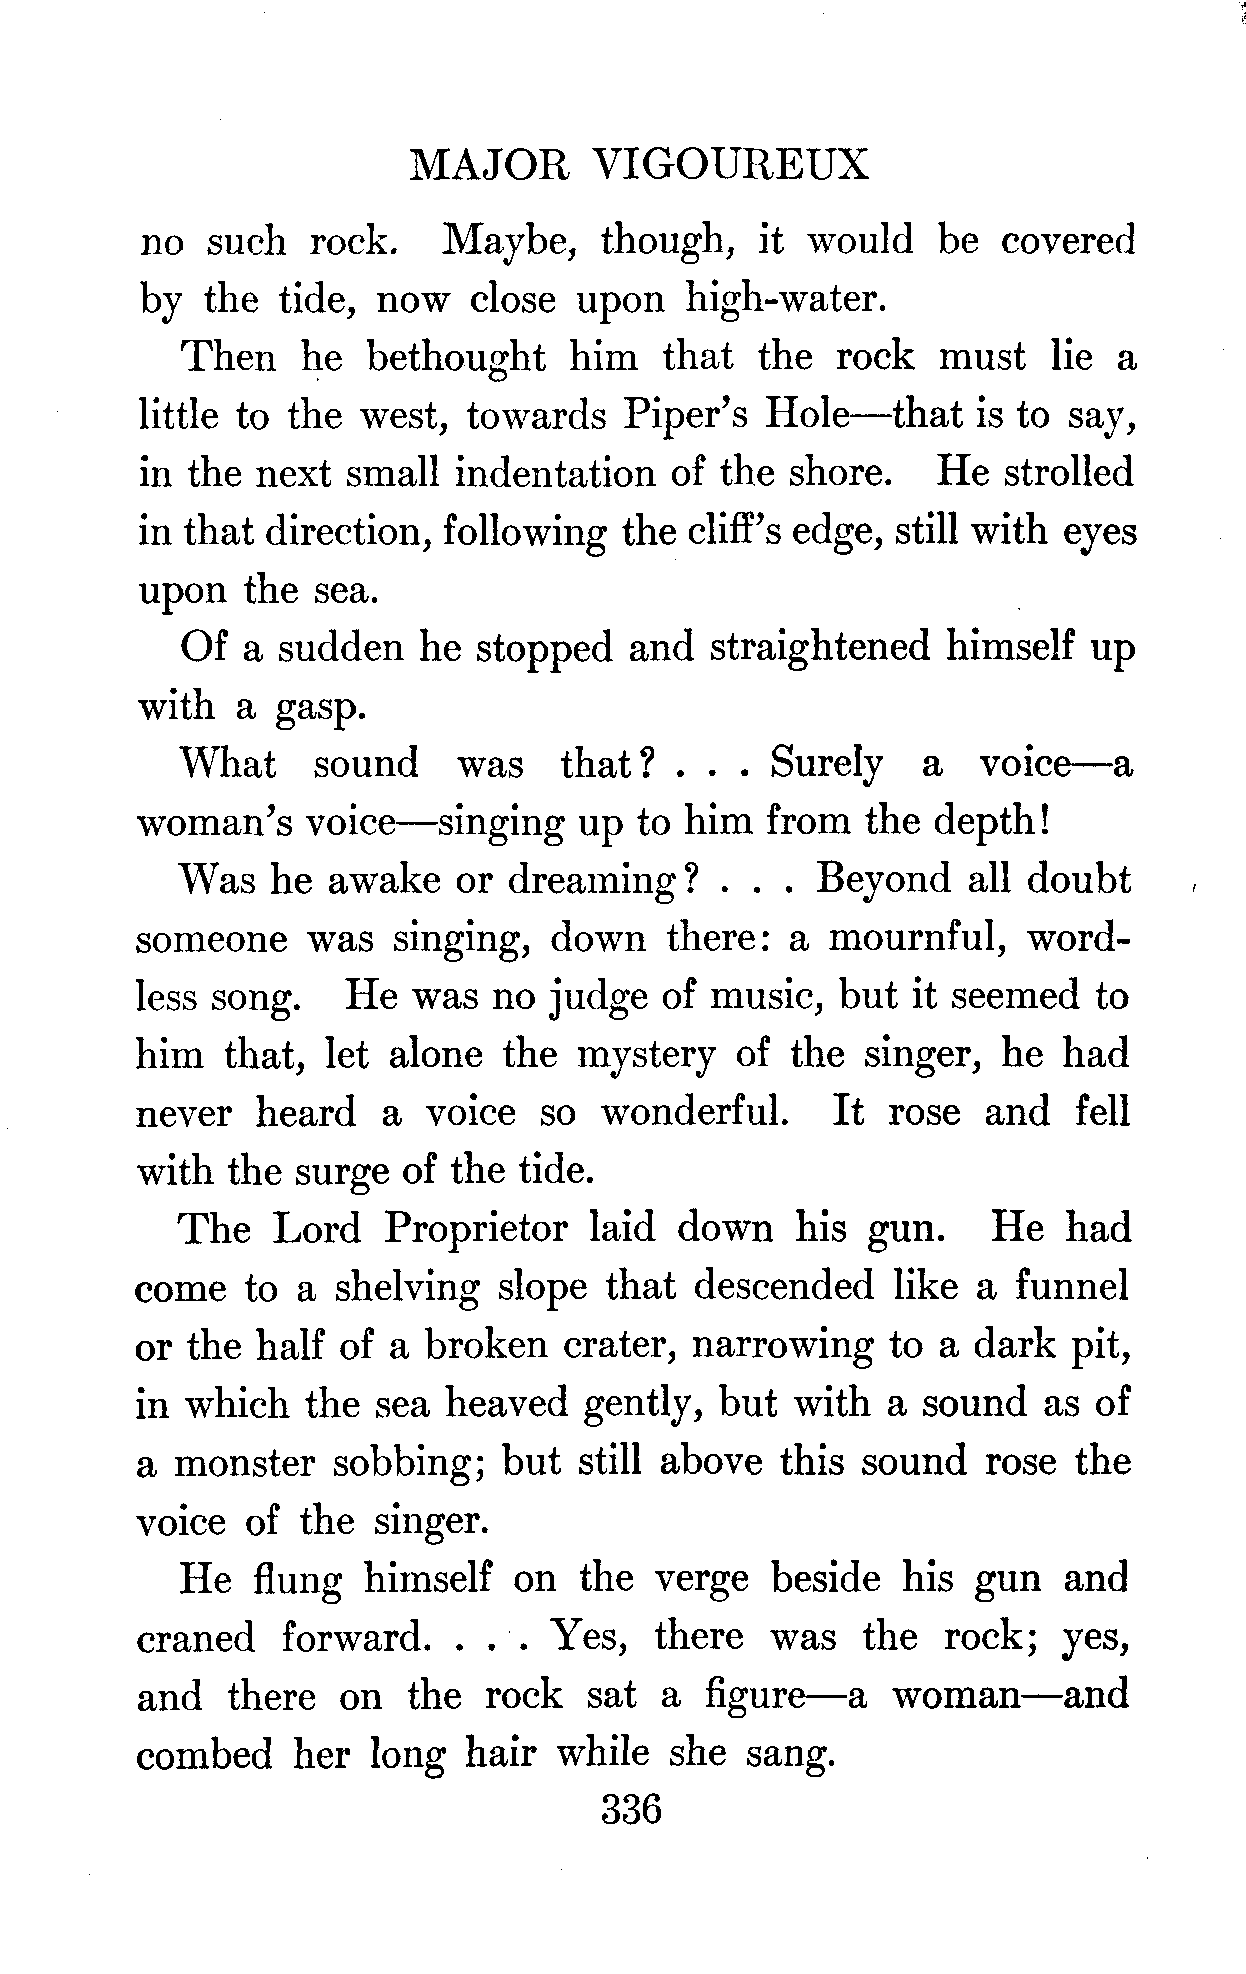 MAJOR VIGOUREUX
no such rock. Maybe, though, it would be covered
by the tide, now close upon high-water.
Then he bethought him that the rock must lie a
little to the west, towards Piper's Hole—that is to say,
in the next small indentation of the shore. He strolled
in that direction, following the cliff's edge, still with eyes
upon the sea.
Of a sudden he stopped and straightened himself up
with a gasp.
What sound was that? . . . Surely a voice—a
woman's voice—singing up to him from the depth!
Was he awake or dreaming? . . . Beyond all doubt
someone was singing, down there: a mournful, word-
less song. He was no judge of music, but it seemed to
him that, let alone the mystery of the singer, he had
never heard a voice so wonderful. It rose and fell
with the surge of the tide.
The Lord Proprietor laid down his gun. He had
come to a shelving slope that descended like a funnel
or the half of a broken crater, narrowing to a dark pit,
in which the sea heaved gently, but with a sound as of
a monster sobbing; but still above this sound rose the
voice of the singer.
He flung himself on the verge beside his gun and
craned forward. . . . Yes, there was the rock; yes,
and there on the rock sat a figure—a woman—and
combed her long hair while she sang.
336